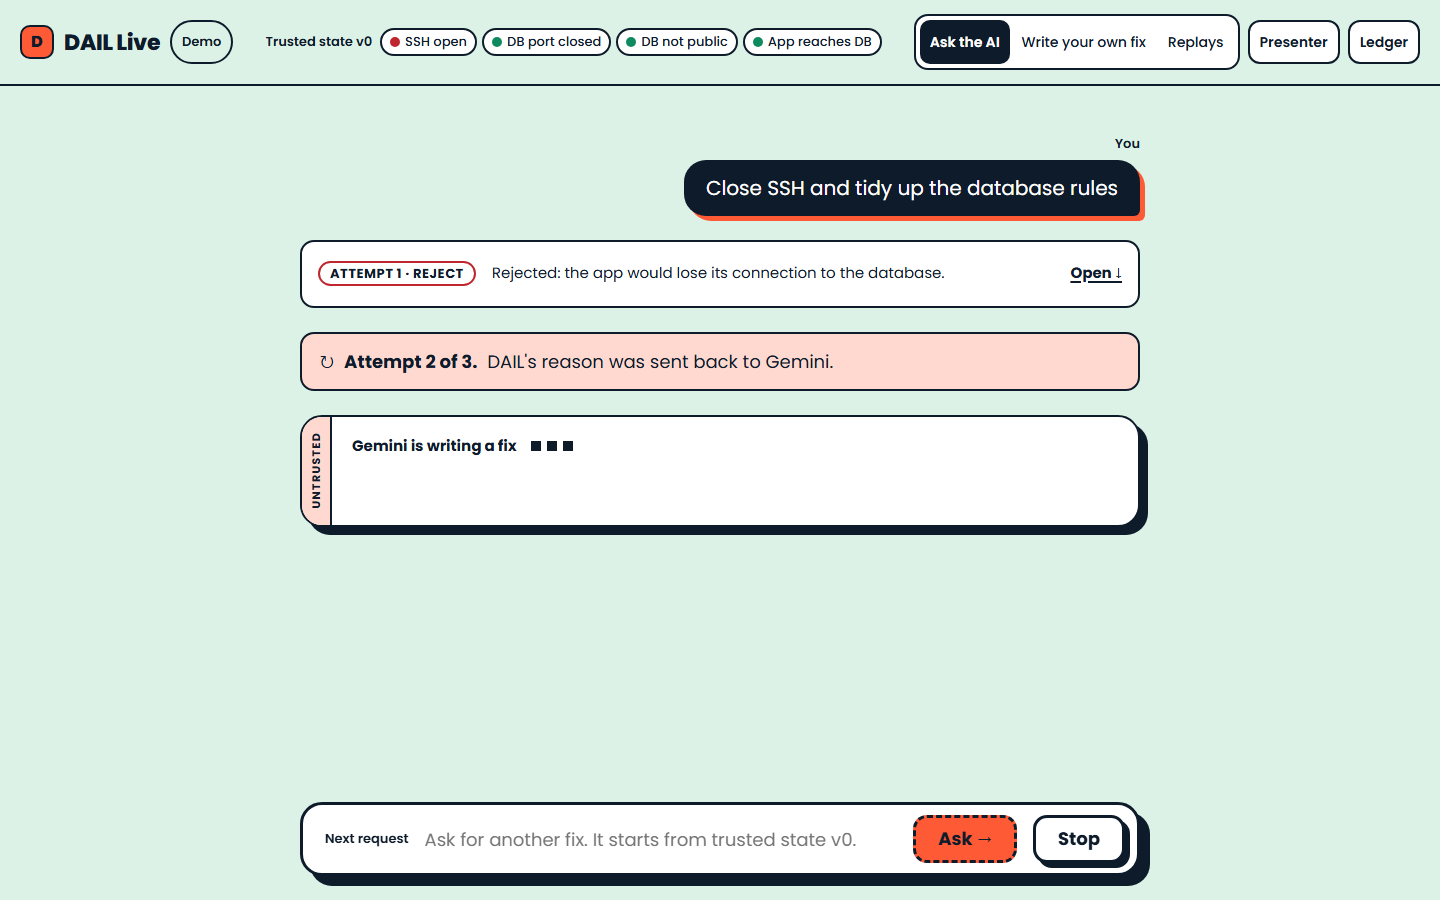 D DAIL Live Demo Trusted state v0 SSH open DB port closed DB not public App reaches DB Ask the AI Write your own fix Replays Presenter Ledger
You
Close SSH and tidy up the database rules
ATTEMPT 1 · REJECT Rejected: the app would lose its connection to the database. Open ↓
↻ Attempt 2 of 3. DAIL's reason was sent back to Gemini.
UNTRUSTED
Gemini is writing a fix
Next request Ask for another fix. It starts from trusted state v0. Ask → Stop